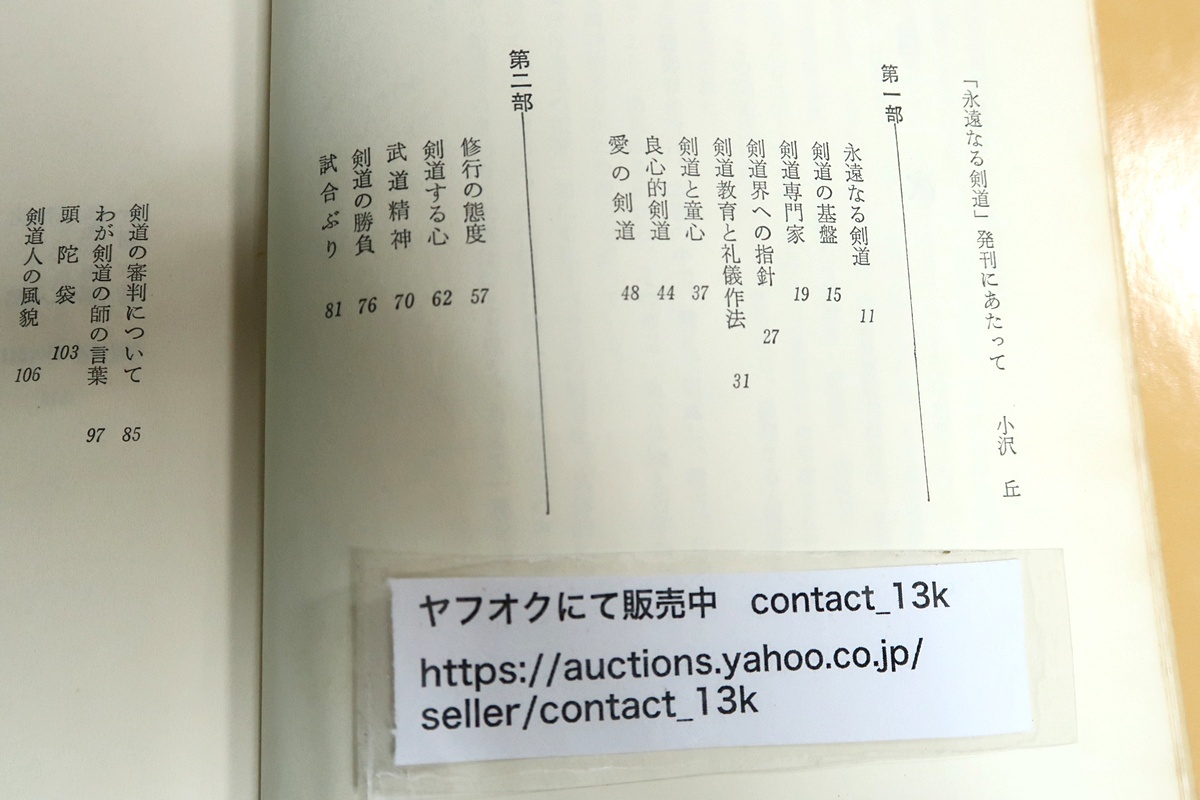 「永遠なる剣道」発刊にあたって　小沢　丘
第一部
永遠なる剣道　11
剣道の基盤　15
剣道専門家　19
剣道界への指針　27
剣道教育と礼儀作法　31
剣道と童心　37
良心的剣道　44
愛の剣道　48
第二部
修行の態度　57
剣道する心　62
武道精神　70
剣道の勝負　76
試合ぶり　81
剣道の審判について　85
わが剣道の師の言葉　97
頭陀袋　103
剣道人の風貌　106
ヤフオクにて販売中　contact_13k
https://auctions.yahoo.co.jp/
seller/contact_13k